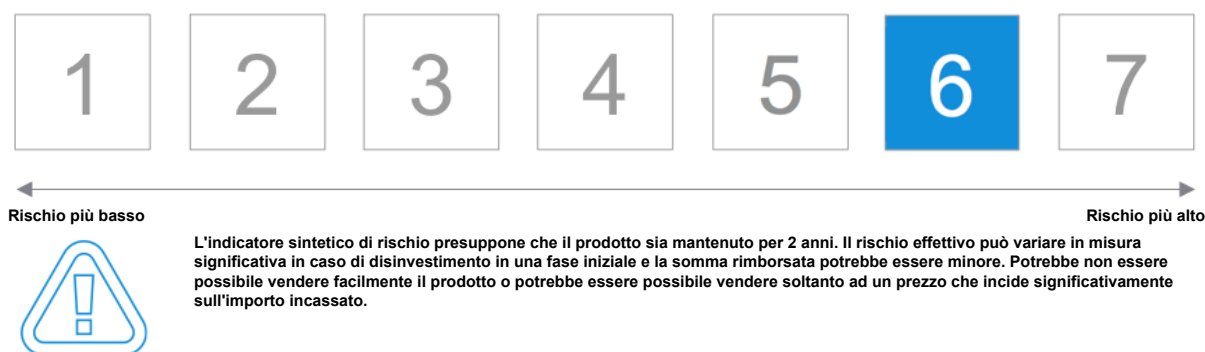 1 2 3 4 5 6 7
Rischio più basso Rischio più alto
L'indicatore sintetico di rischio presuppone che il prodotto sia mantenuto per 2 anni. Il rischio effettivo può variare in misura
significativa in caso di disinvestimento in una fase iniziale e la somma rimborsata potrebbe essere minore. Potrebbe non essere
possibile vendere facilmente il prodotto o potrebbe essere possibile vendere soltanto ad un prezzo che incide significativamente
sull'importo incassato.